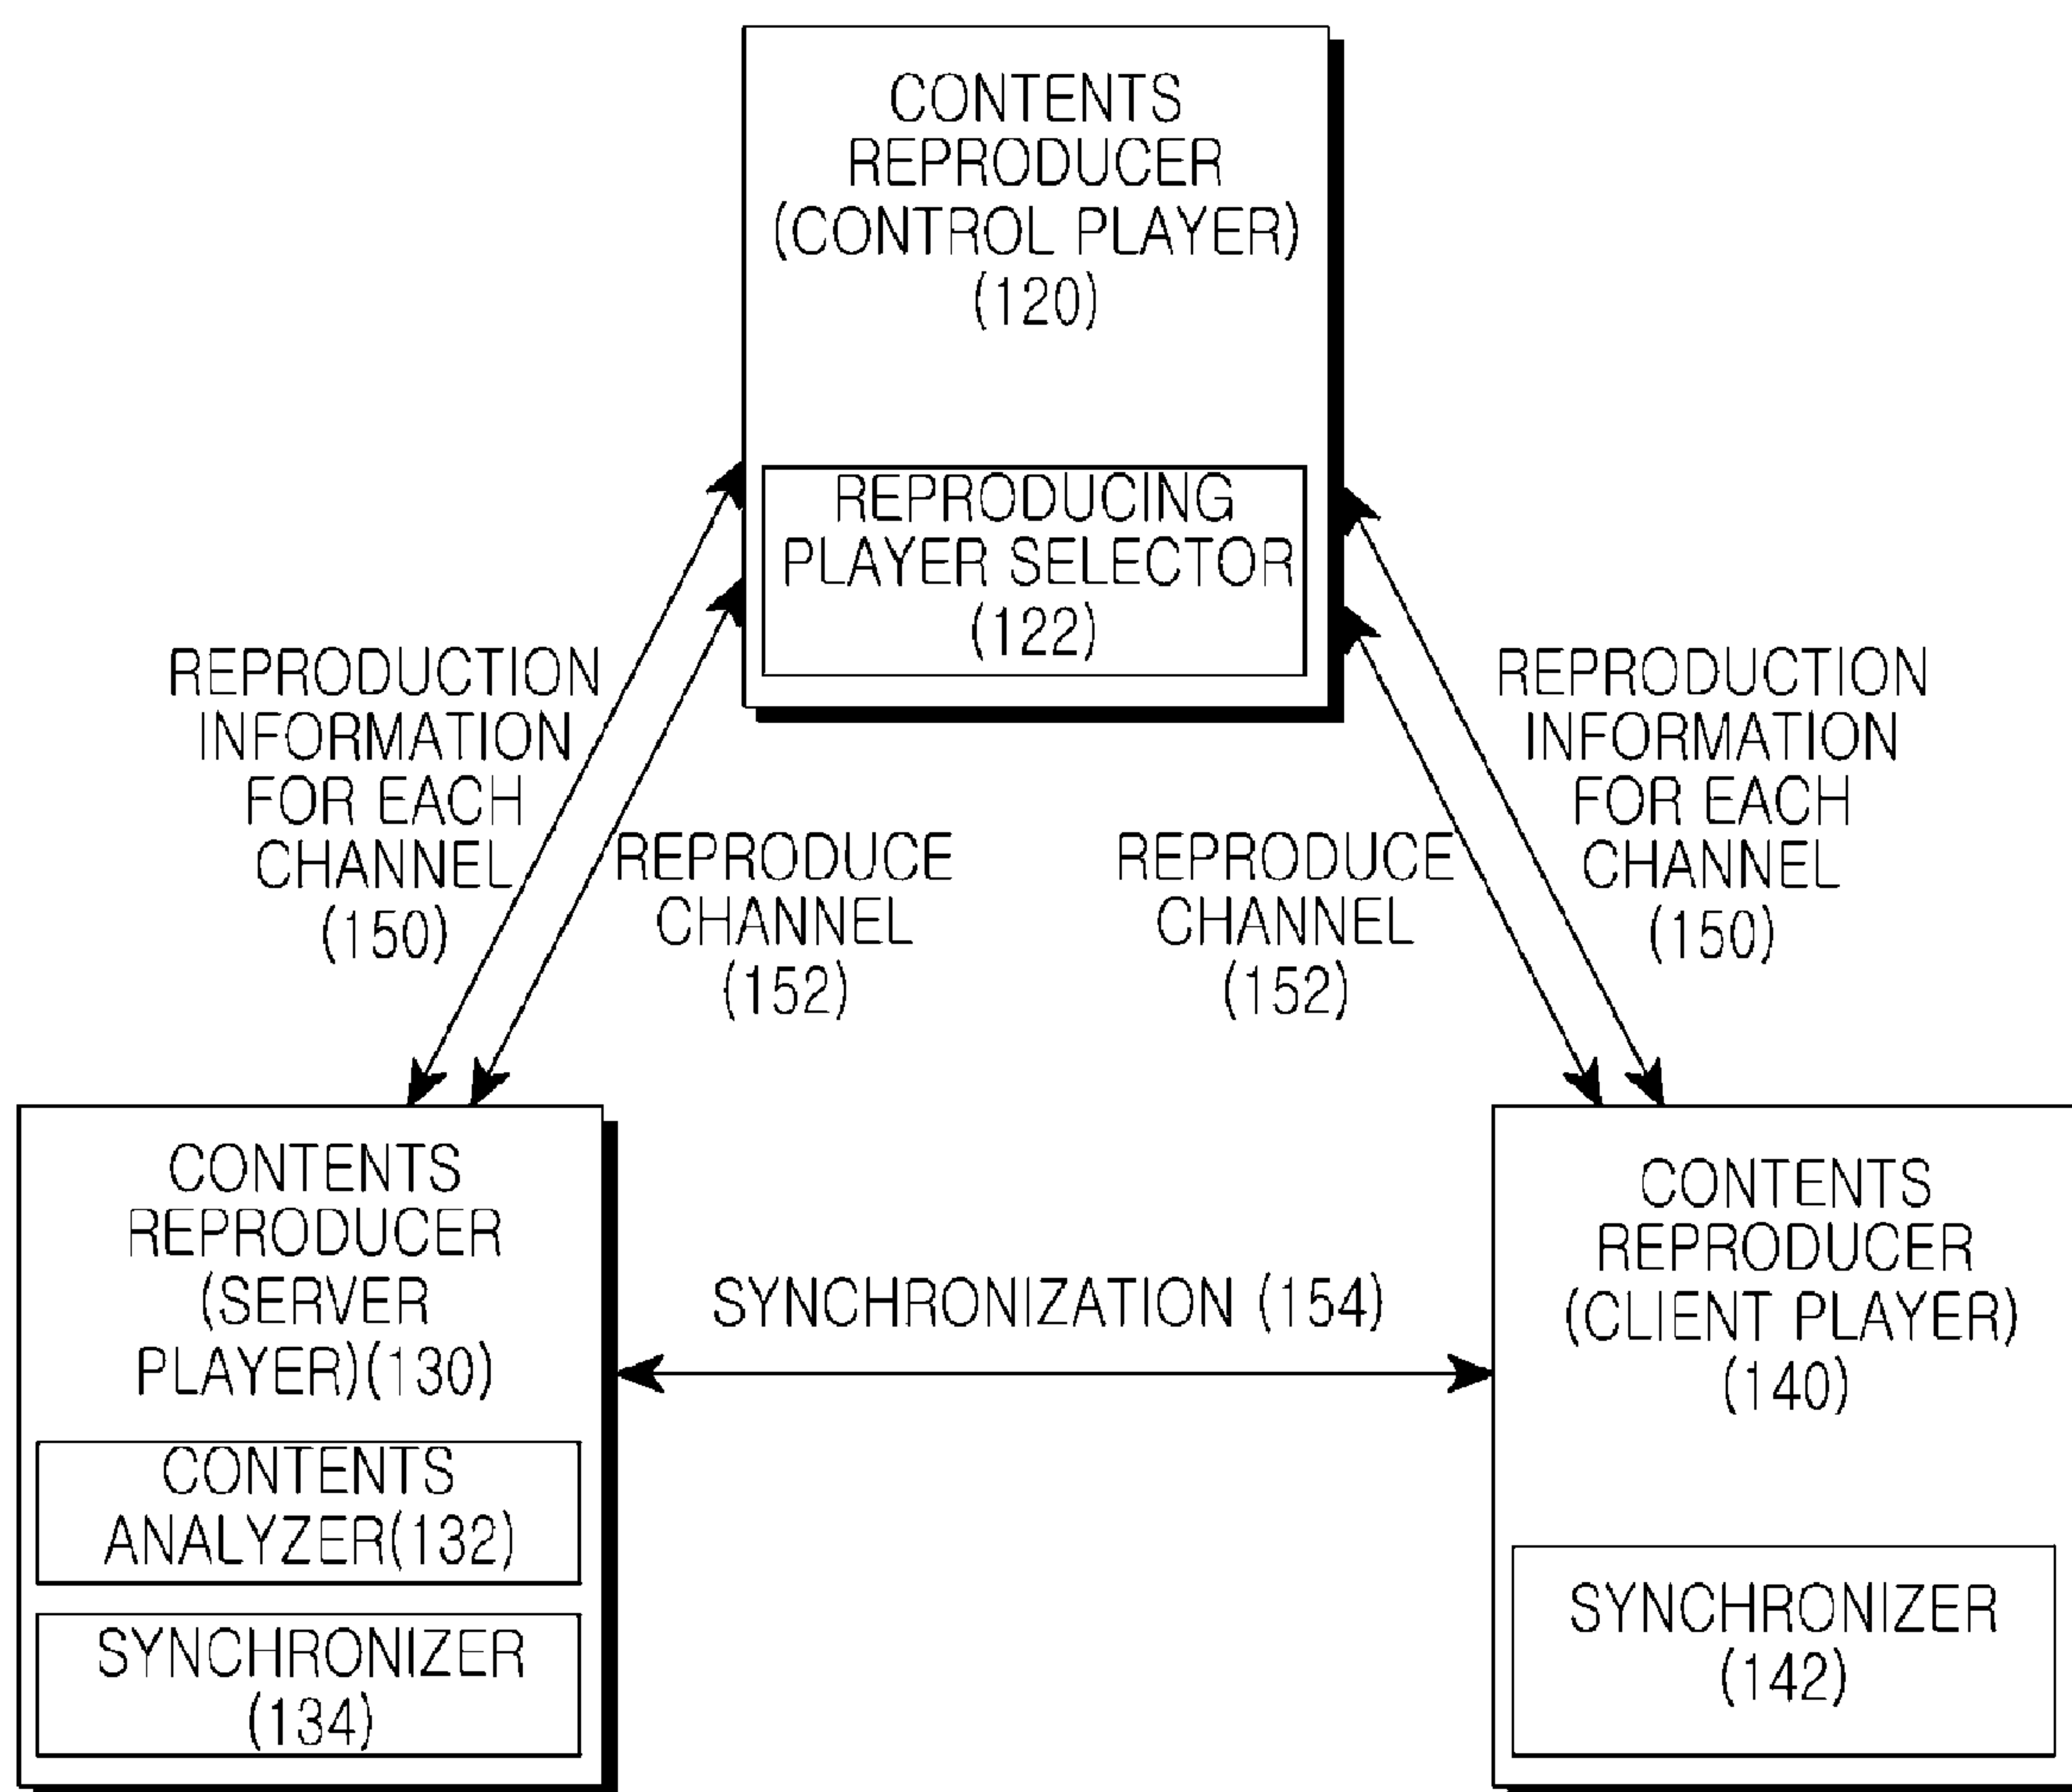 CONTENTS
REPRODUCER
(CONTROL PLAYER)
(120)
REPRODUCING
PLAYER SELECTOR
(122)
REPRODUCTION
INFORMATION
FOR EACH
CHANNEL
(150)
REPRODUCE
CHANNEL
(152)
REPRODUCE
CHANNEL
(152)
REPRODUCTION
INFORMATION
FOR EACH
CHANNEL
(150)
CONTENTS
REPRODUCER
(SERVER
PLAYER)(130)
CONTENTS
ANALYZER(132)
SYNCHRONIZER
(134)
SYNCHRONIZATION (154)
CONTENTS
REPRODUCER
(CLIENT PLAYER)
(140)
SYNCHRONIZER
(142)